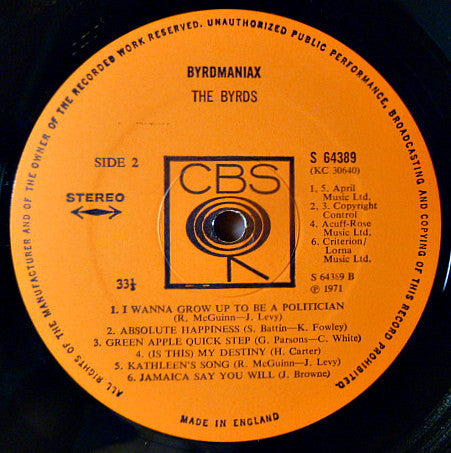 ALL RIGHTS OF THE MANUFACTURER AND OF THE OWNER OF THE RECORDED WORK RESERVED. UNAUTHORIZED PUBLIC PERFORMANCE, BROADCASTING AND COPYING OF THIS RECORD PROHIBITED.
BYRDMANIAX
THE BYRDS
SIDE 2
CBS
STEREO
33⅓
S 64389
(KC 30640)
1, 5. April
Music Ltd.
2, 3. Copyright
Control
4. Acuff-Rose
Music Ltd.
6. Criterion/
Lorna
Music Ltd.
S 64389 B
℗ 1971
1. I WANNA GROW UP TO BE A POLITICIAN
(R. McGuinn—J. Levy)
2. ABSOLUTE HAPPINESS (S. Battin—K. Fowley)
3. GREEN APPLE QUICK STEP (G. Parsons—C. White)
4. (IS THIS) MY DESTINY (H. Carter)
5. KATHLEEN'S SONG (R. McGuinn—J. Levy)
6. JAMAICA SAY YOU WILL (J. Browne)
MADE IN ENGLAND